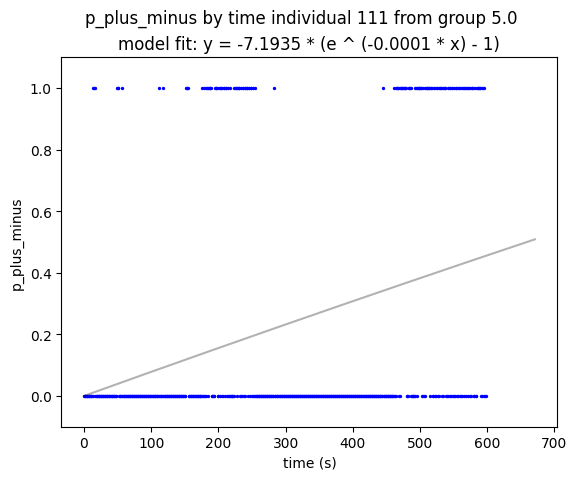 p_plus_minus by time individual 111 from group 5.0
model fit: y = -7.1935 * (e ^ (-0.0001 * x) - 1)
1.0
0.8
0.6
0.4
0.2
0.0
p_plus_minus
0 100 200 300 400 500 600 700
time (s)